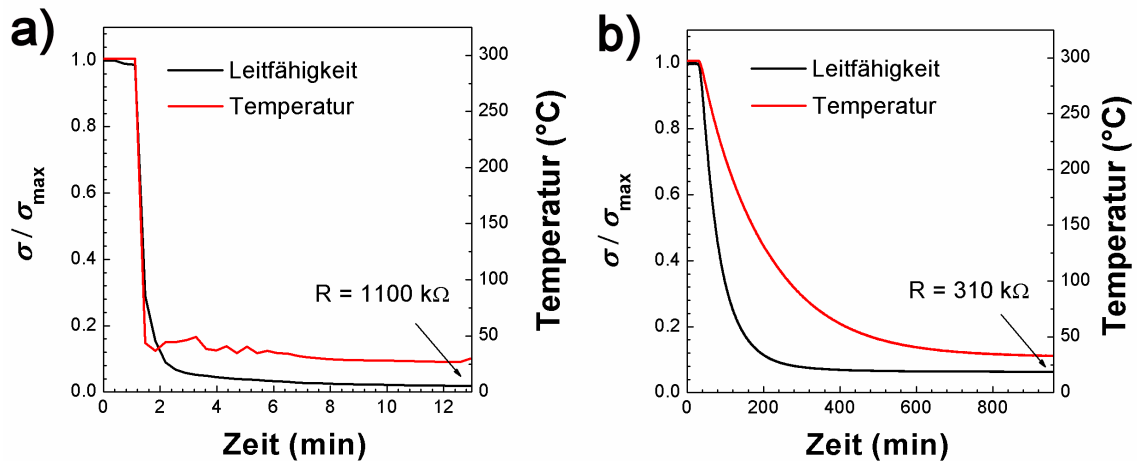 a)
1.0
0.8
0.6
0.4
0.2
0.0
σ / σmax
300
250
200
150
100
50
0
Temperatur (°C)
Leitfähigkeit
Temperatur
R = 1100 kΩ
0 2 4 6 8 10 12
Zeit (min)
b)
1.0
0.8
0.6
0.4
0.2
0.0
σ / σmax
300
250
200
150
100
50
0
Temperatur (°C)
Leitfähigkeit
Temperatur
R = 310 kΩ
0 200 400 600 800
Zeit (min)